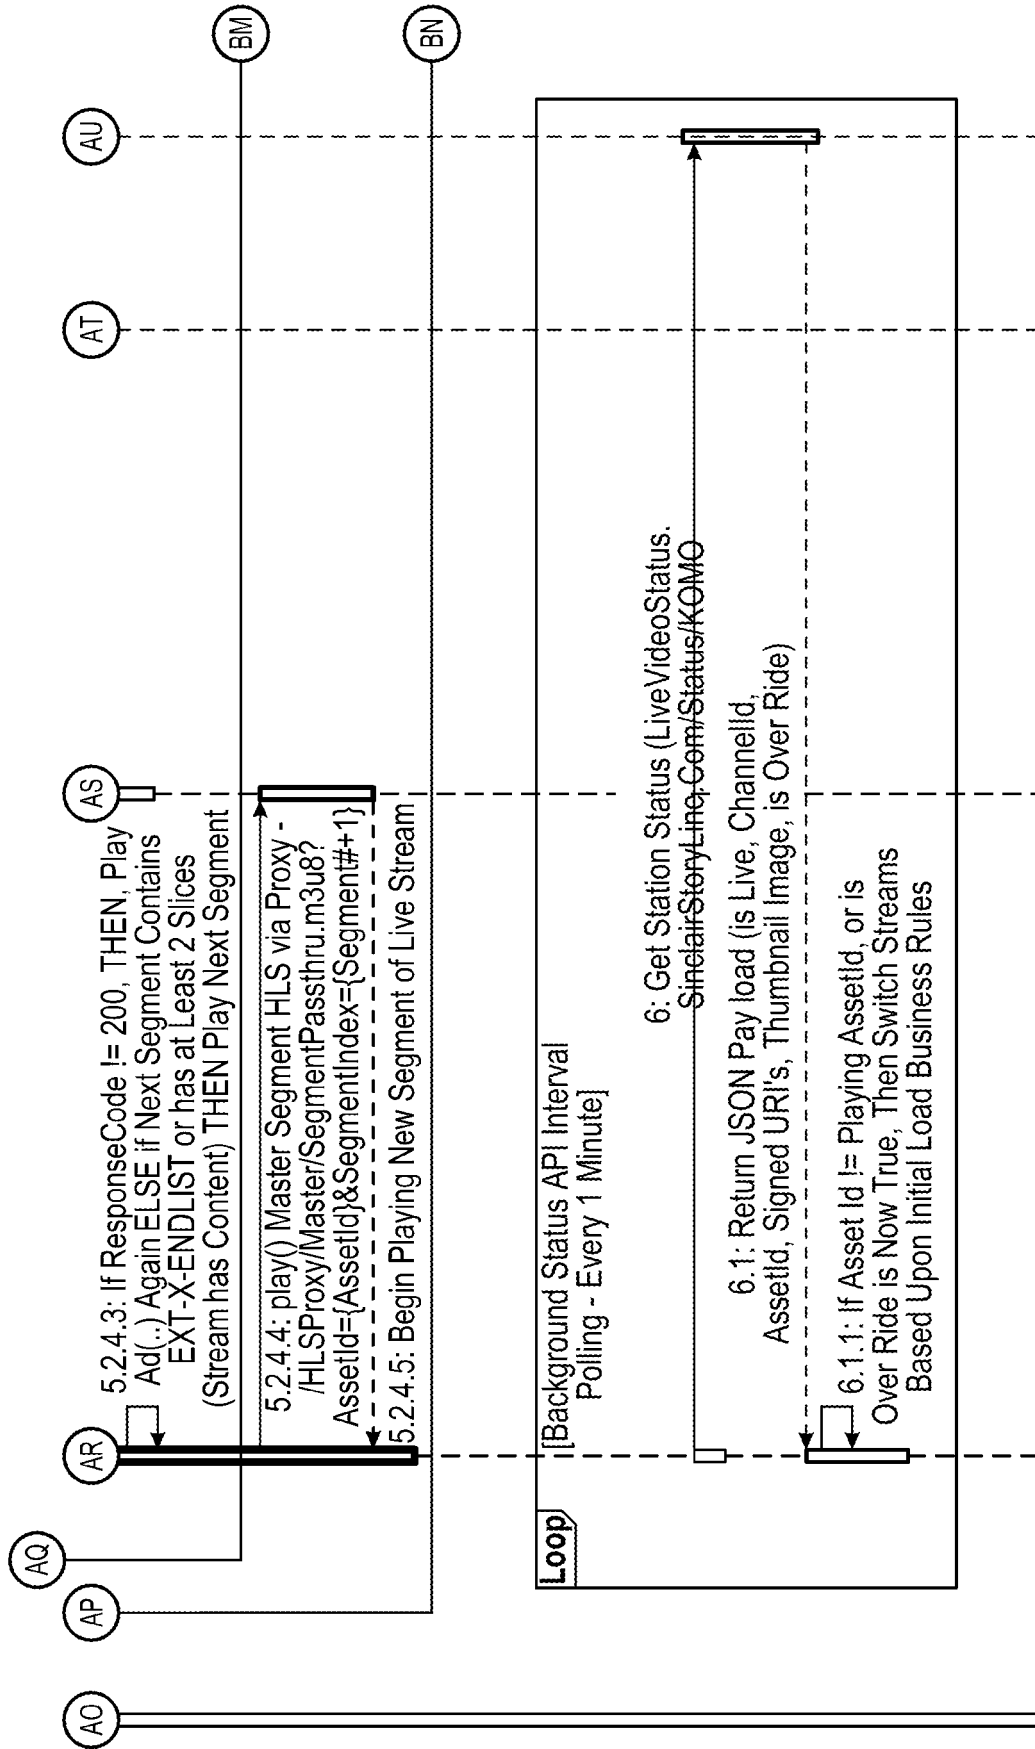 AO
AP
AQ
AR
AS
AT
AU
BM
BN
5.2.4.3: If ResponseCode != 200, THEN, Play
Ad(..) Again ELSE if Next Segment Contains
EXT-X-ENDLIST or has at Least 2 Slices
(Stream has Content) THEN Play Next Segment
5.2.4.4: play() Master Segment HLS via Proxy -
/HLSProxy/Master/SegmentPassthru.m3u8?
AssetId={AssetId}&SegmentIndex={Segment#+1}
5.2.4.5: Begin Playing New Segment of Live Stream
Loop
[Background Status API Interval
Polling - Every 1 Minute]
6: Get Station Status (LiveVideoStatus.
SinclairStoryLine.Com/Status/KOMO
6.1: Return JSON Pay load (is Live, ChannelId,
AssetId, Signed URI's, Thumbnail Image, is Over Ride)
6.1.1: If Asset Id != Playing AssetId, or is
Over Ride is Now True, Then Switch Streams
Based Upon Initial Load Business Rules